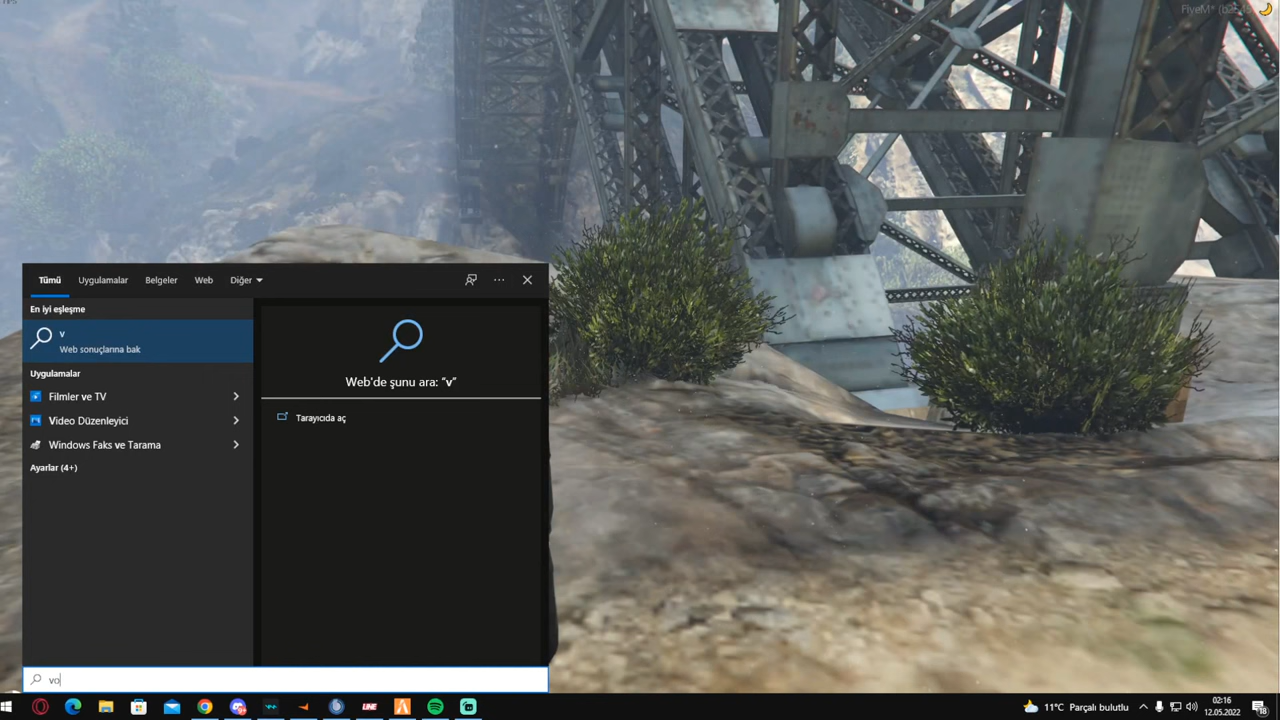 FiveM*
Tümü Uygulamalar Belgeler Web Diğer
En iyi eşleşme
v
Web sonuçlarına bak
Uygulamalar
Filmler ve TV
Video Düzenleyici
Windows Faks ve Tarama
Ayarlar (4+)
Web'de şunu ara: “v”
Tarayıcıda aç
vo
LINE
11°C Parçalı bulutlu
02:16
12.05.2022
18